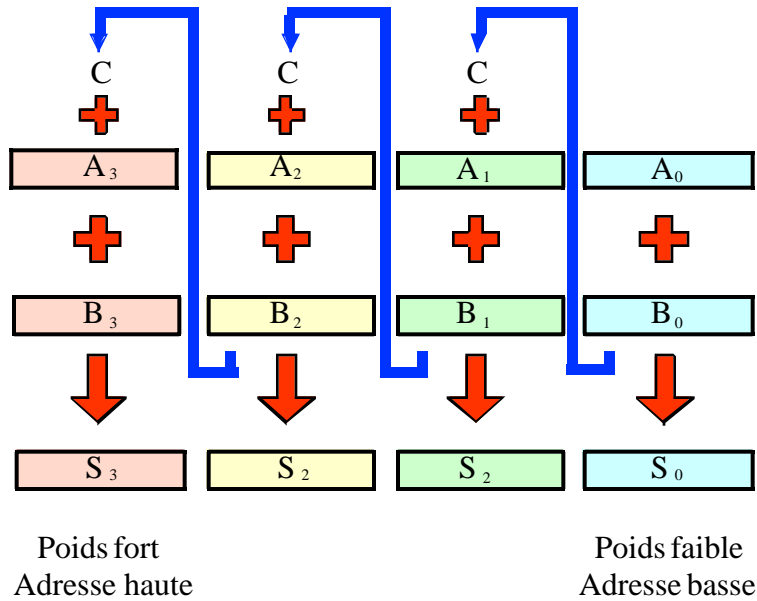 C C C
A₃ A₂ A₁ A₀
B₃ B₂ B₁ B₀
S₃ S₂ S₂ S₀
Poids fort Poids faible
Adresse haute Adresse basse